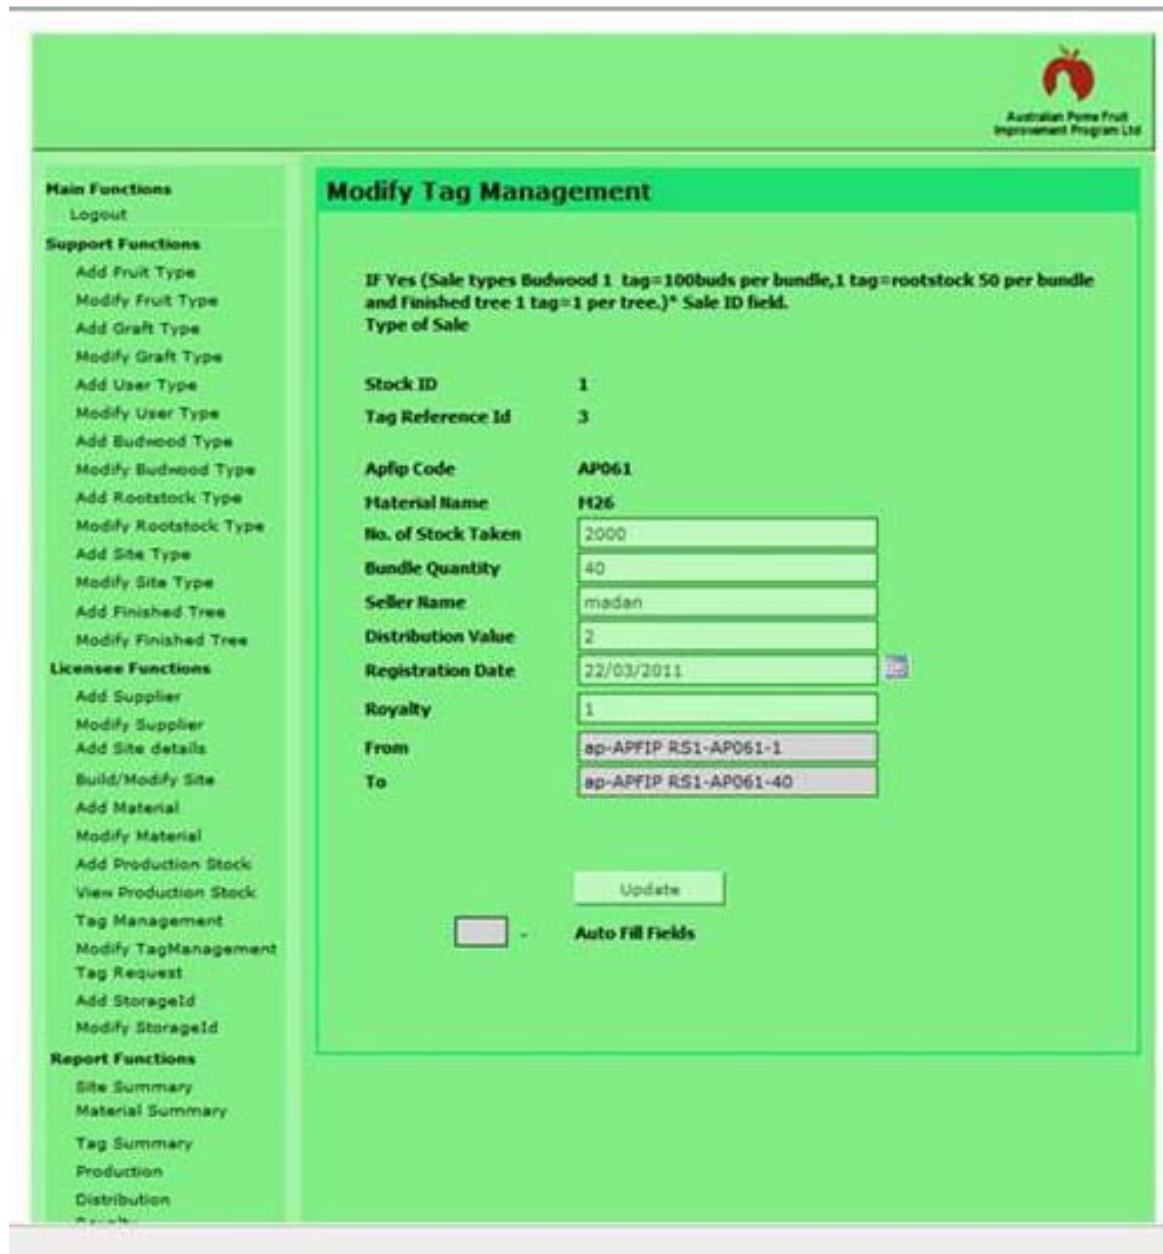 Australian Pome Fruit
Improvement Program Ltd
Main Functions
Logout
Support Functions
Add Fruit Type
Modify Fruit Type
Add Graft Type
Modify Graft Type
Add User Type
Modify User Type
Add Budwood Type
Modify Budwood Type
Add Rootstock Type
Modify Rootstock Type
Add Site Type
Modify Site Type
Add Finished Tree
Modify Finished Tree
Licensee Functions
Add Supplier
Modify Supplier
Add Site details
Build/Modify Site
Add Material
Modify Material
Add Production Stock
View Production Stock
Tag Management
Modify TagManagement
Tag Request
Add StorageId
Modify StorageId
Report Functions
Site Summary
Material Summary
Tag Summary
Production
Distribution
Modify Tag Management
IF Yes (Sale types Budwood 1 tag=100buds per bundle,1 tag=rootstock 50 per bundle
and Finished tree 1 tag=1 per tree.)* Sale ID field.
Type of Sale
Stock ID 1
Tag Reference Id 3
Apfip Code AP061
Material Name M26
No. of Stock Taken 2000
Bundle Quantity 40
Seller Name madan
Distribution Value 2
Registration Date 22/03/2011
Royalty 1
From ap-APFIP RS1-AP061-1
To ap-APFIP RS1-AP061-40
Update
- Auto Fill Fields